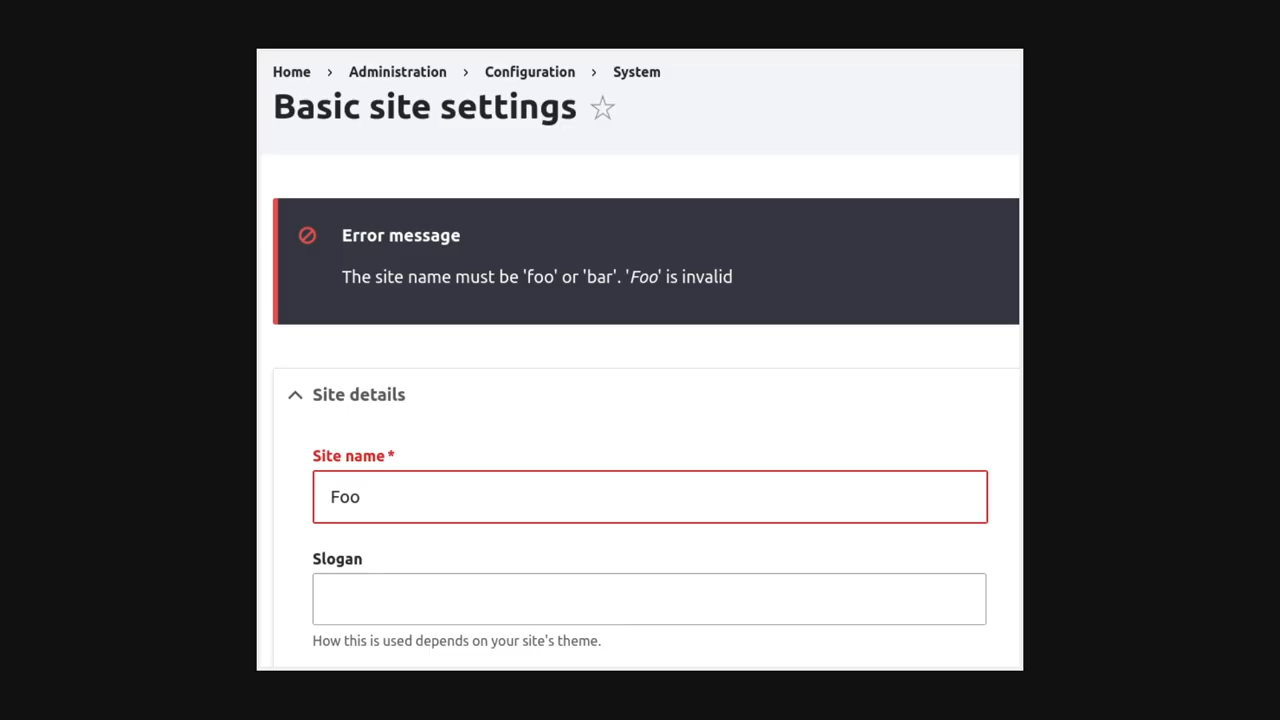 Home › Administration › Configuration › System
Basic site settings
Error message
The site name must be 'foo' or 'bar'. 'Foo' is invalid
Site details
Site name*
Foo
Slogan
How this is used depends on your site's theme.